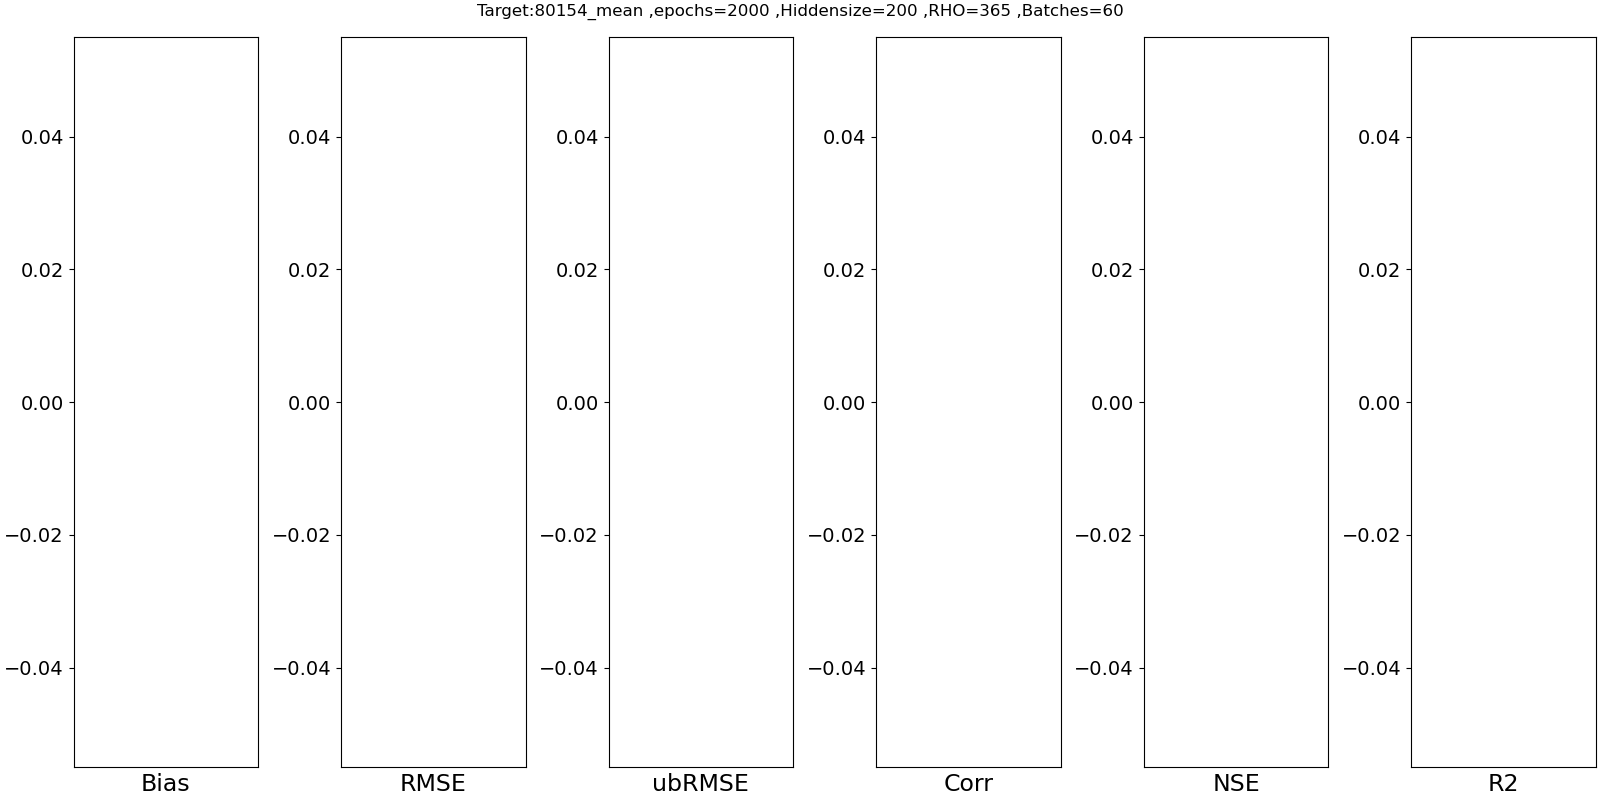 Target:80154_mean ,epochs=2000 ,Hiddensize=200 ,RHO=365 ,Batches=60
0.04 0.04 0.04 0.04 0.04 0.04
0.02 0.02 0.02 0.02 0.02 0.02
0.00 0.00 0.00 0.00 0.00 0.00
−0.02 −0.02 −0.02 −0.02 −0.02 −0.02
−0.04 −0.04 −0.04 −0.04 −0.04 −0.04
Bias RMSE ubRMSE Corr NSE R2